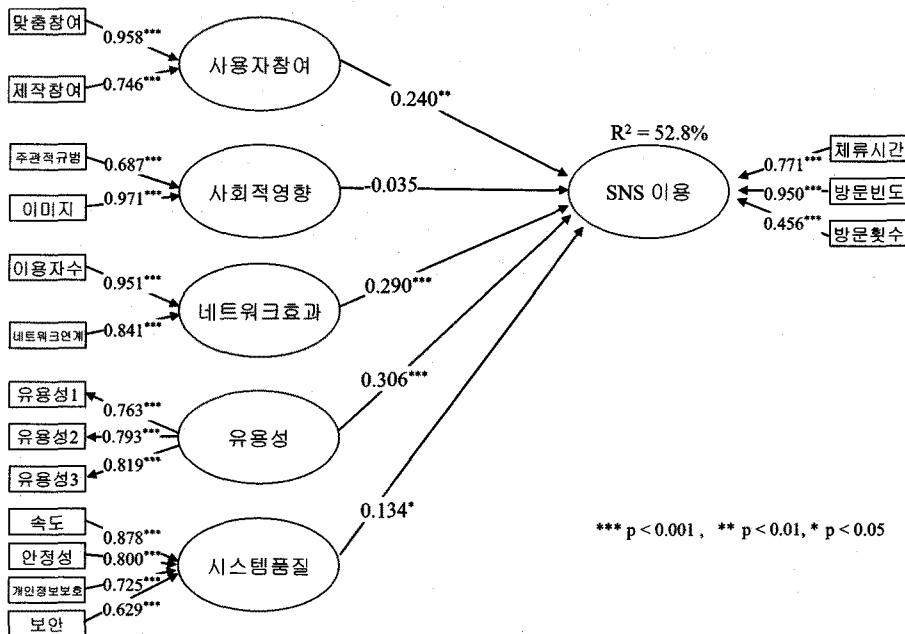 맞춤참여
0.958***
제작참여
0.746***
사용자참여
0.240**
주관적규범
0.687***
이미지
0.971***
사회적영향
-0.035
이용자수
0.951***
네트워크연계
0.841***
네트워크효과
0.290***
유용성1
0.763***
유용성2
0.793***
유용성3
0.819***
유용성
0.306***
속도
0.878***
안정성
0.800***
개인정보보호
0.725***
보안
0.629***
시스템품질
0.134*
R² = 52.8%
SNS 이용
체류시간
0.771***
방문빈도
0.950***
방문횟수
0.456***
*** p < 0.001 , ** p < 0.01, * p < 0.05